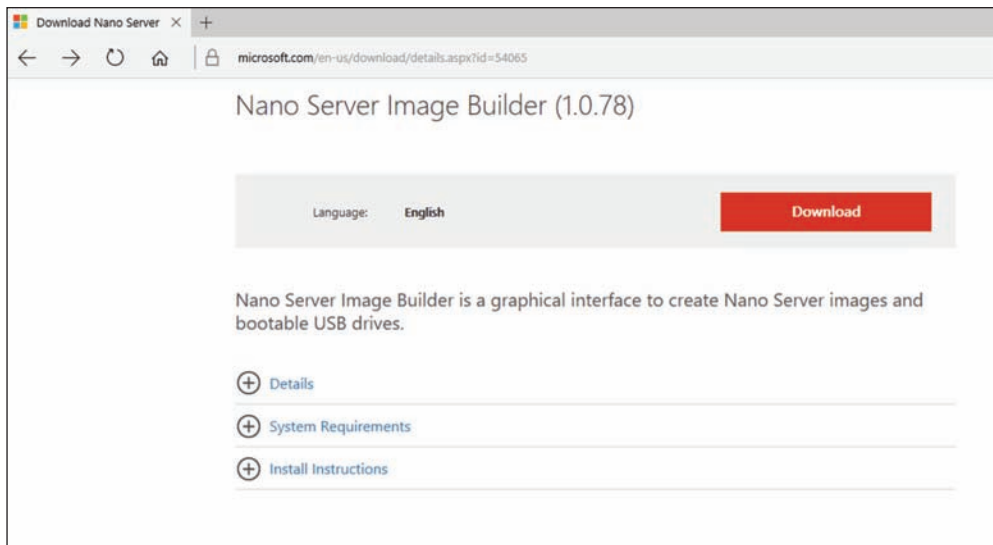 Download Nano Server
microsoft.com/en-us/download/details.aspx?id=54065
Nano Server Image Builder (1.0.78)
Language: English Download
Nano Server Image Builder is a graphical interface to create Nano Server images and
bootable USB drives.
Details
System Requirements
Install Instructions